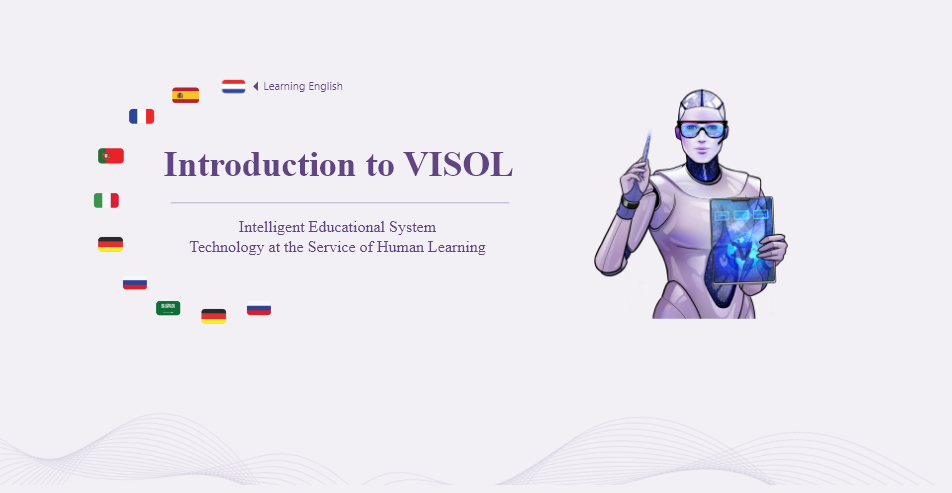 Learning English
Introduction to VISOL
Intelligent Educational System
Technology at the Service of Human Learning